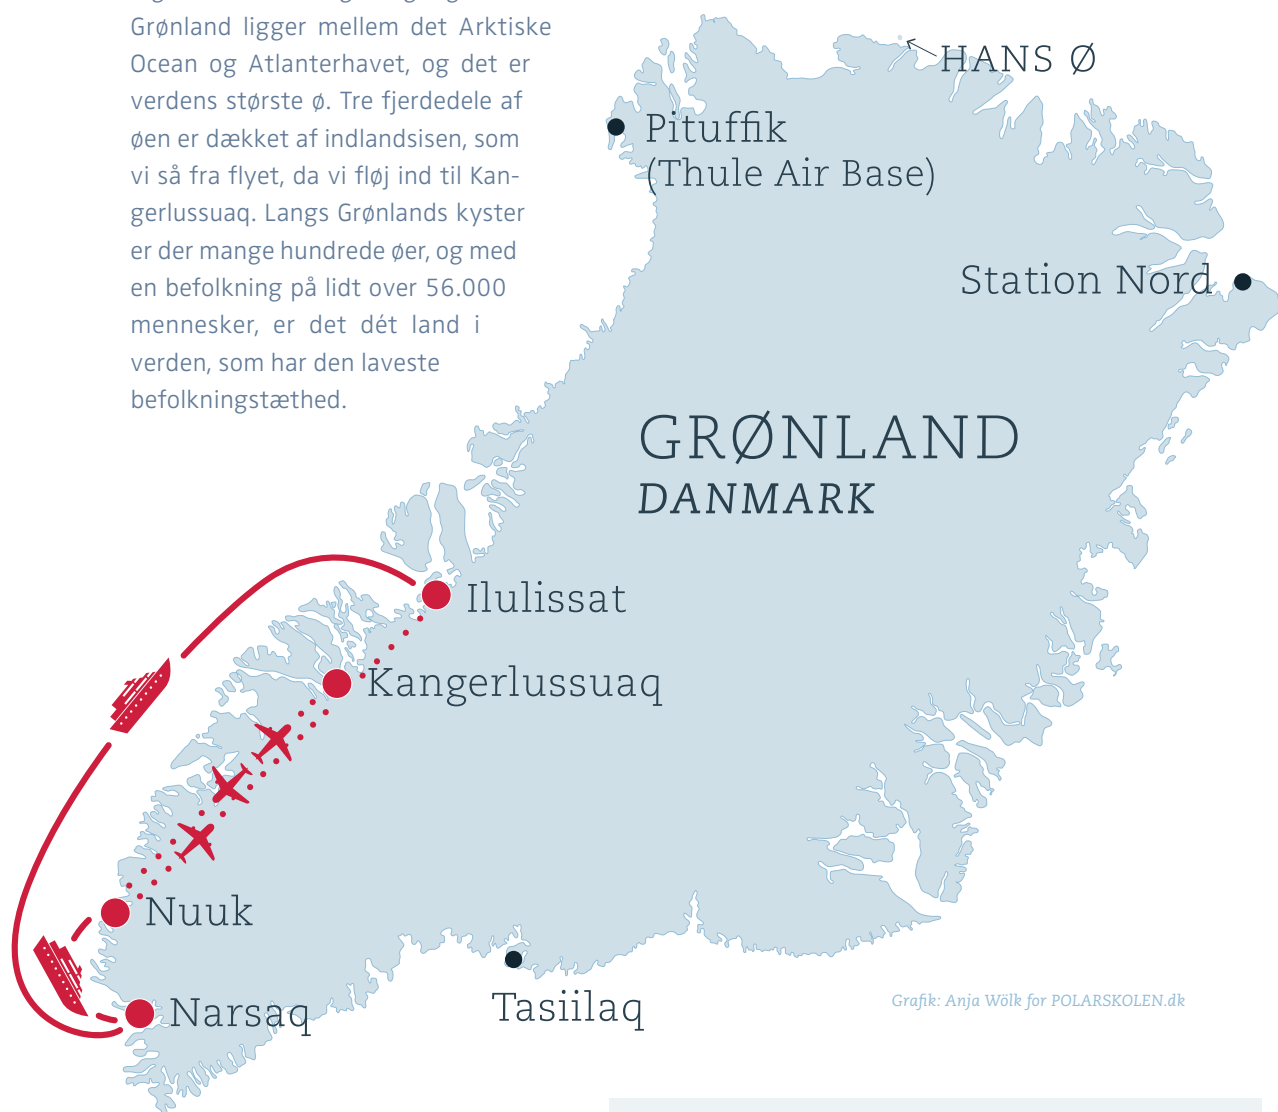 Grønland ligger mellem det Arktiske
Ocean og Atlanterhavet, og det er
verdens største ø. Tre fjerdedele af
øen er dækket af indlandsisen, som
vi så fra flyet, da vi fløj ind til Kan-
gerlussuaq. Langs Grønlands kyster
er der mange hundrede øer, og med
en befolkning på lidt over 56.000
mennesker, er det dét land i
verden, som har den laveste
befolkningstæthed.
HANS Ø
Pituffik
(Thule Air Base)
Station Nord
GRØNLAND
DANMARK
Ilulissat
Kangerlussuaq
Nuuk
Narsaq
Tasiilaq
Grafik: Anja Wölk for POLARSKOLEN.dk